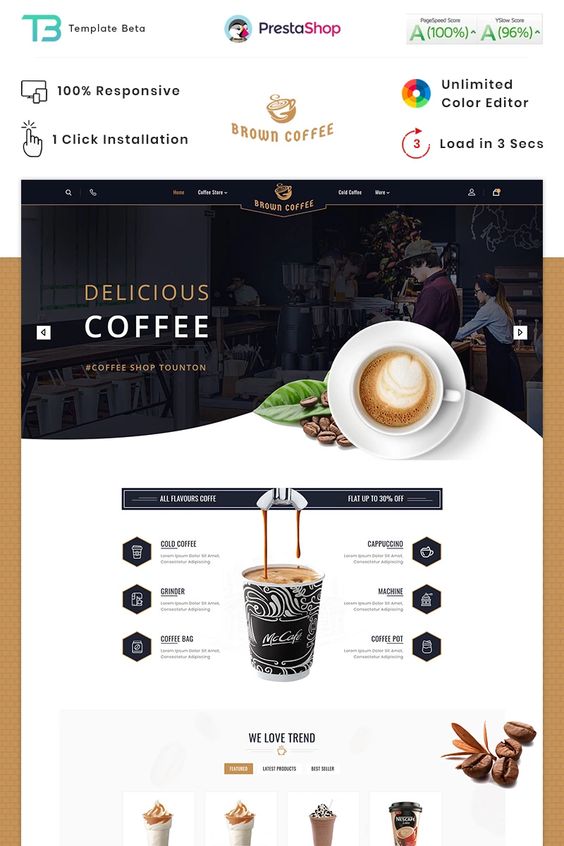 TB Template Beta
PrestaShop
PageSpeed Score
A (100%)
YSlow Score
A (96%)
100% Responsive
1 Click Installation
BROWN COFFEE
Unlimited
Color Editor
3 Load in 3 Secs
Home
Coffee Store
BROWN COFFEE
Cold Coffee
More
DELICIOUS
COFFEE
#COFFEE SHOP TOUNTON
ALL FLAVOURS COFFE
FLAT UP TO 30% OFF
COLD COFFEE
Lorem Ipsum Dolor Sit Amet,
Consectetur Adipiscing
GRINDER
Lorem Ipsum Dolor Sit Amet,
Consectetur Adipiscing
COFFEE BAG
Lorem Ipsum Dolor Sit Amet,
Consectetur Adipiscing
McCafé
CAPPUCCINO
Lorem Ipsum Dolor Sit Amet,
Consectetur Adipiscing
MACHINE
Lorem Ipsum Dolor Sit Amet,
Consectetur Adipiscing
COFFEE POT
Lorem Ipsum Dolor Sit Amet,
Consectetur Adipiscing
WE LOVE TREND
FEATURED
LATEST PRODUCTS
BEST SELLER
NESCAFÉ